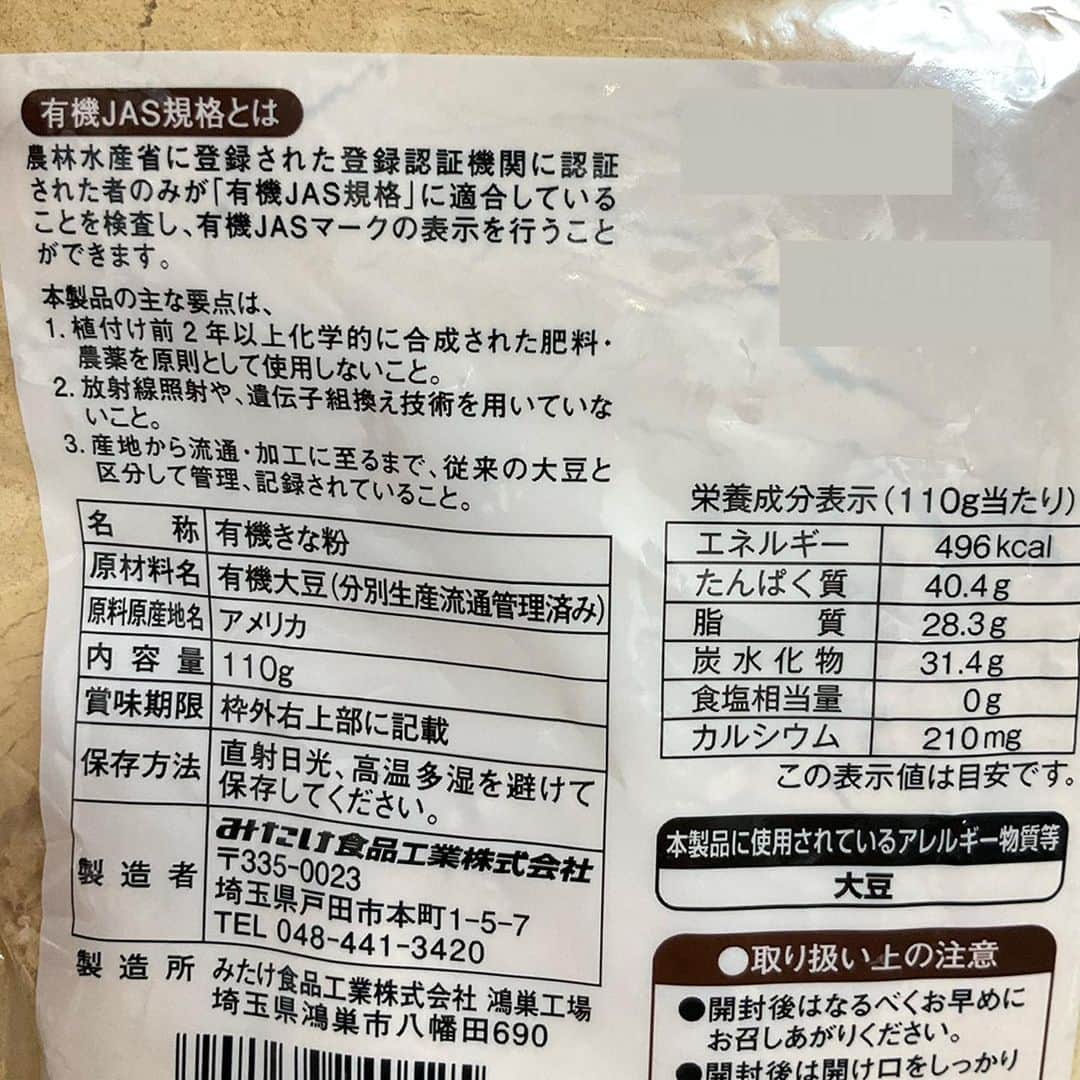 有機JAS規格とは
農林水産省に登録された登録認証機関に認証
された者のみが「有機JAS規格」に適合している
ことを検査し、有機JASマークの表示を行うこと
ができます。
本製品の主な要点は、
1. 植付け前2年以上化学的に合成された肥料・
農薬を原則として使用しないこと。
2. 放射線照射や、遺伝子組換え技術を用いていな
いこと。
3. 産地から流通・加工に至るまで、従来の大豆と
区分して管理、記録されていること。
名称 有機きな粉
原材料名 有機大豆(分別生産流通管理済み)
原料原産地名 アメリカ
内容量 110g
賞味期限 枠外右上部に記載
保存方法 直射日光、高温多湿を避けて
保存してください。
製造者 みたけ食品工業株式会社
〒335-0023
埼玉県戸田市本町1-5-7
TEL 048-441-3420
製造所 みたけ食品工業株式会社 鴻巣工場
埼玉県鴻巣市八幡田690
栄養成分表示(110g当たり)
エネルギー 496kcal
たんぱく質 40.4g
脂質 28.3g
炭水化物 31.4g
食塩相当量 0g
カルシウム 210mg
この表示値は目安です。
本製品に使用されているアレルギー物質等
大豆
●取り扱い上の注意
●開封後はなるべくお早めに
お召しあがりください。
●開封後は開け口をしっかり